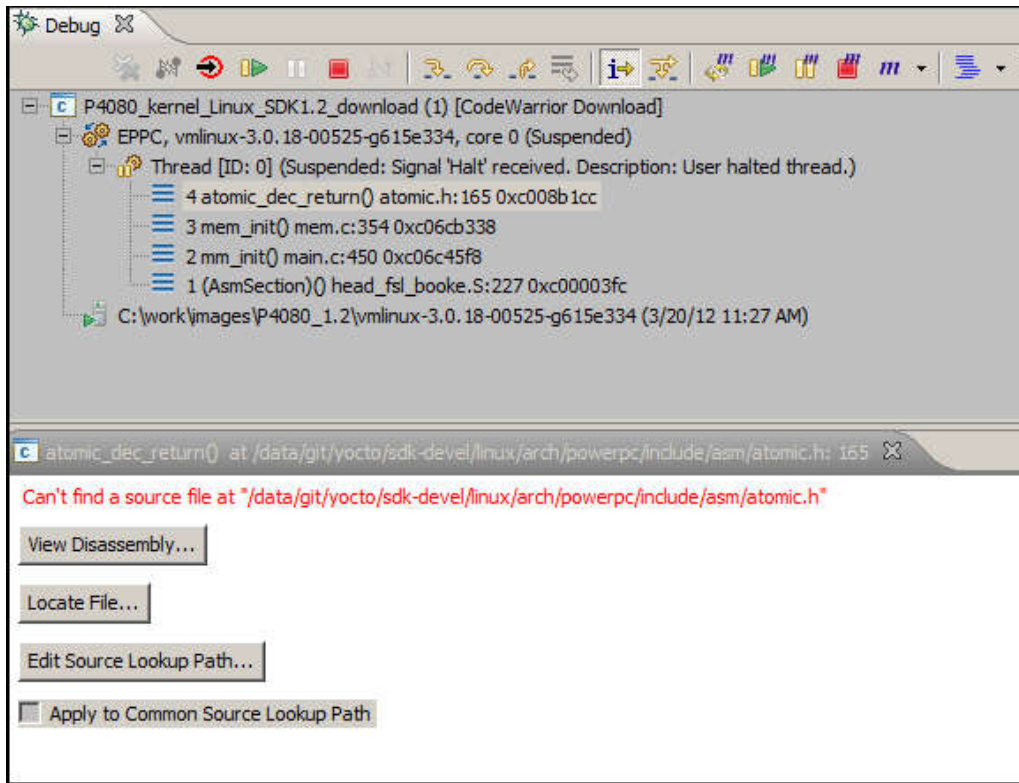 Debug
i
m
P4080_kernel_Linux_SDK1.2_download (1) [CodeWarrior Download]
EPPC, vmlinux-3.0.18-00525-g615e334, core 0 (Suspended)
Thread [ID: 0] (Suspended: Signal 'Halt' received. Description: User halted thread.)
4 atomic_dec_return() atomic.h:165 0xc008b1cc
3 mem_init() mem.c:354 0xc06cb338
2 mm_init() main.c:450 0xc06c45f8
1 (AsmSection)() head_fsl_booke.S:227 0xc00003fc
C:\work\images\P4080_1.2\vmlinux-3.0.18-00525-g615e334 (3/20/12 11:27 AM)
atomic_dec_return() at /data/git/yocto/sdk-devel/linux/arch/powerpc/include/asm/atomic.h: 165
Can't find a source file at "/data/git/yocto/sdk-devel/linux/arch/powerpc/include/asm/atomic.h"
View Disassembly...
Locate File...
Edit Source Lookup Path...
Apply to Common Source Lookup Path